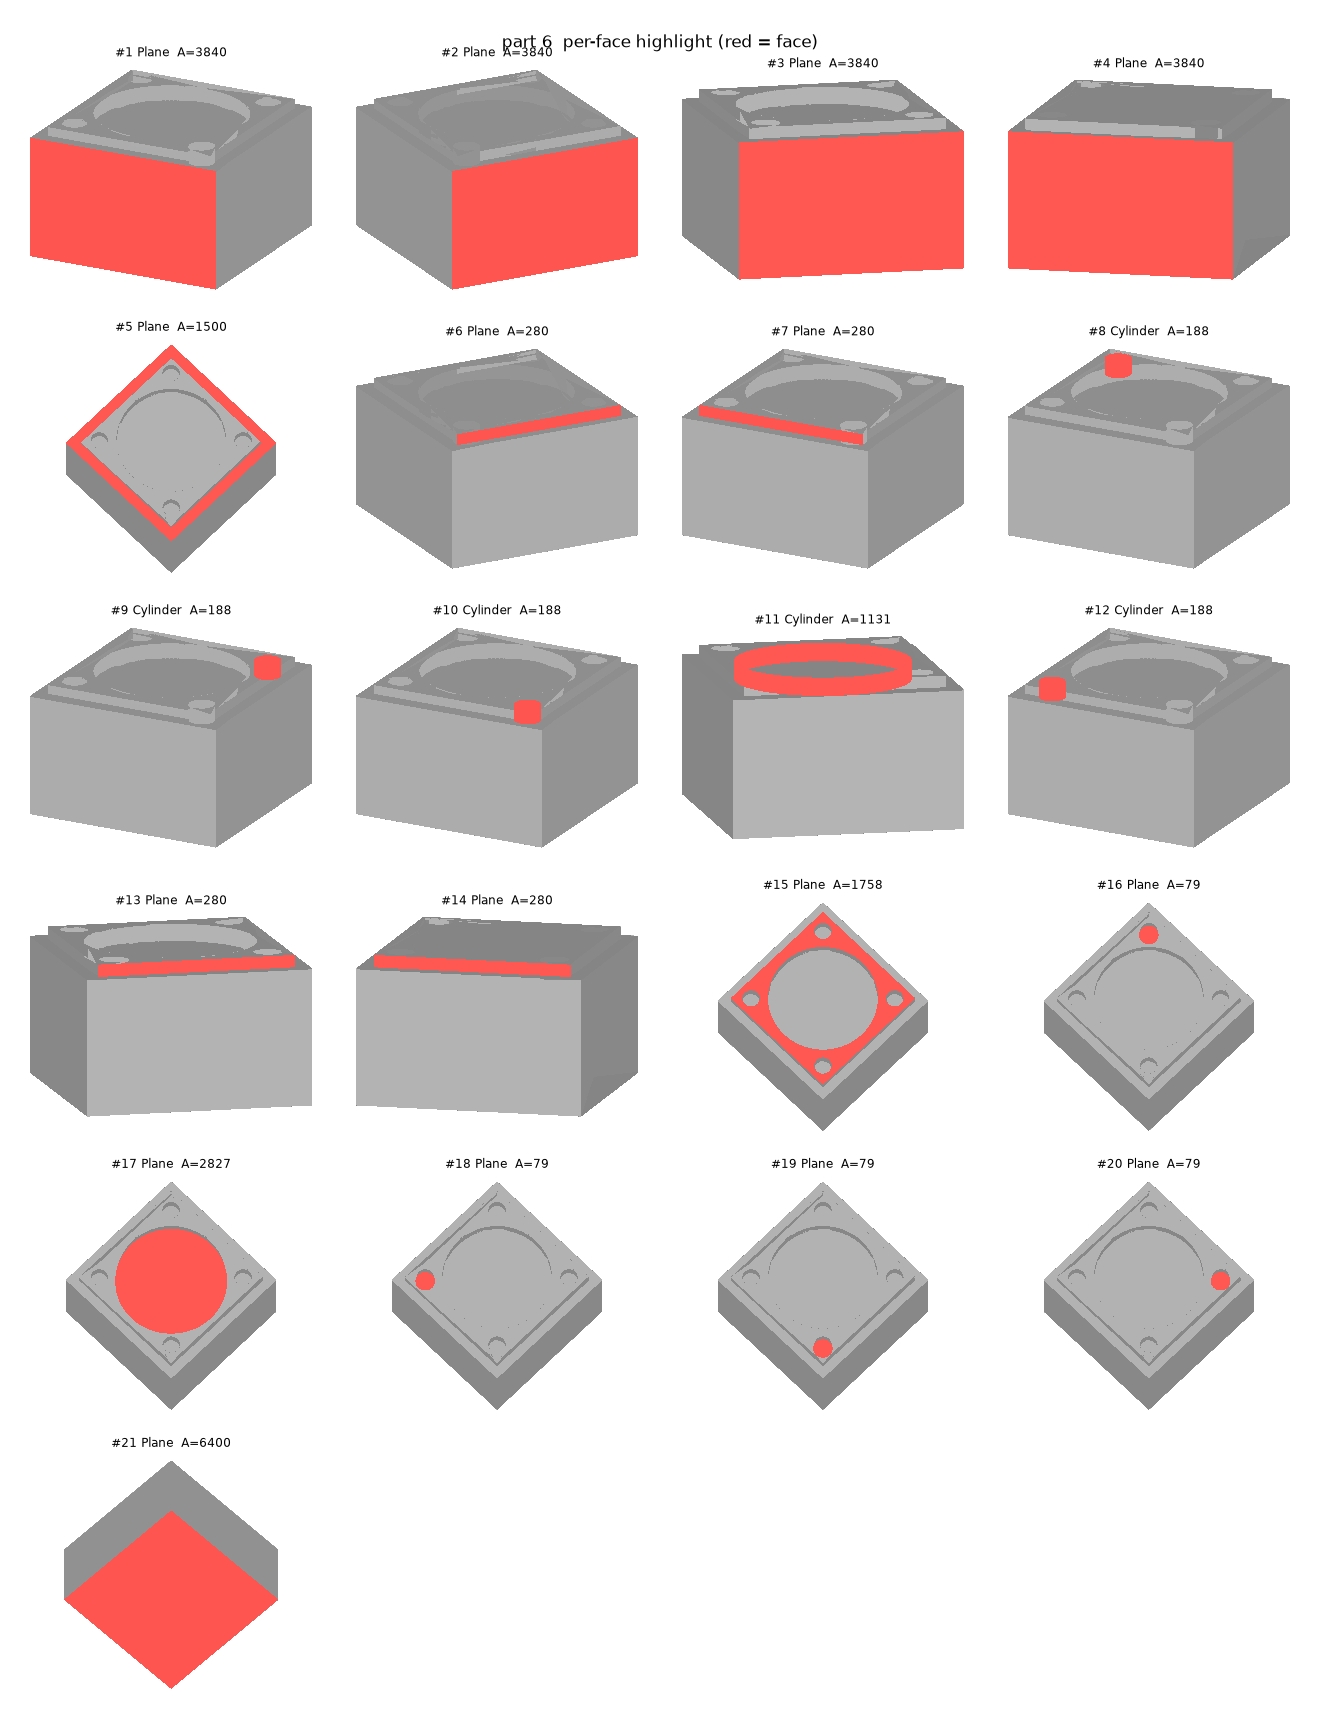 part 6  per-face highlight (red = face)
#1 Plane  A=3840
#2 Plane  A=3840
#3 Plane  A=3840
#4 Plane  A=3840
#5 Plane  A=1500
#6 Plane  A=280
#7 Plane  A=280
#8 Cylinder  A=188
#9 Cylinder  A=188
#10 Cylinder  A=188
#11 Cylinder  A=1131
#12 Cylinder  A=188
#13 Plane  A=280
#14 Plane  A=280
#15 Plane  A=1758
#16 Plane  A=79
#17 Plane  A=2827
#18 Plane  A=79
#19 Plane  A=79
#20 Plane  A=79
#21 Plane  A=6400